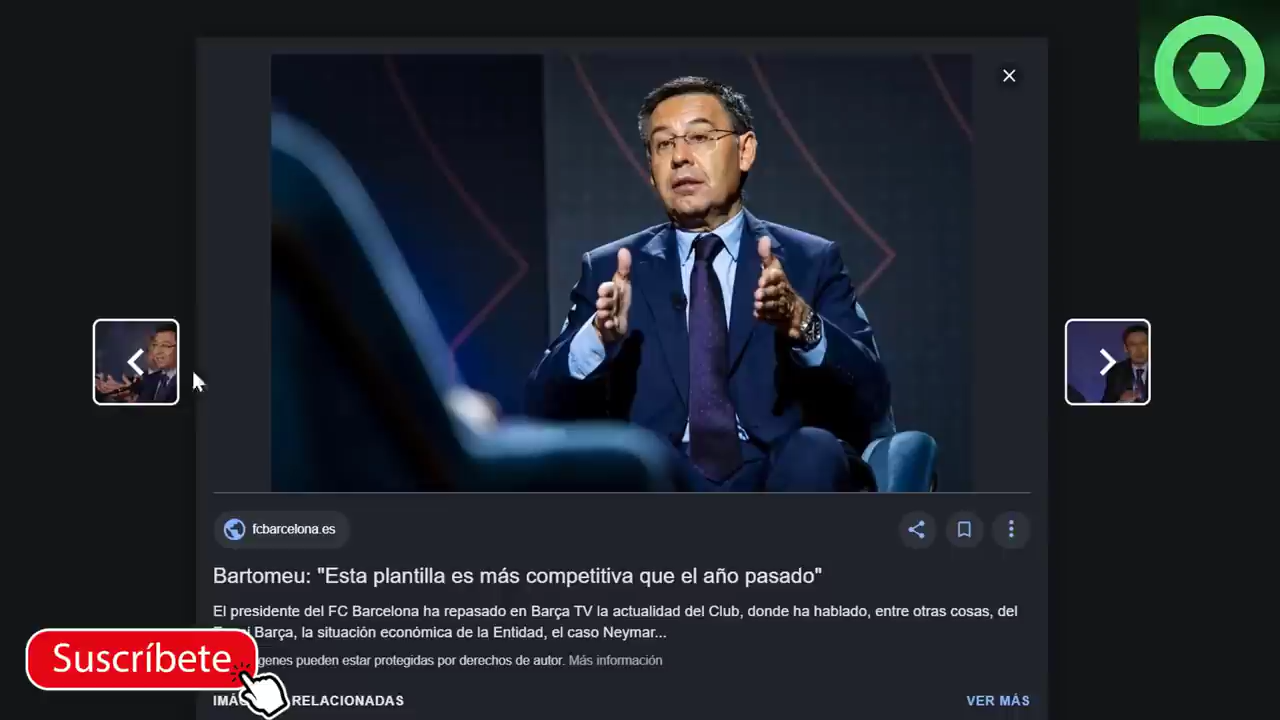 fcbarcelona.es
Bartomeu: "Esta plantilla es más competitiva que el año pasado"
El presidente del FC Barcelona ha repasado en Barça TV la actualidad del Club, donde ha hablado, entre otras cosas, del
Barça, la situación económica de la Entidad, el caso Neymar...
pueden estar protegidas por derechos de autor. Más información
Suscríbete
RELACIONADAS
VER MÁS